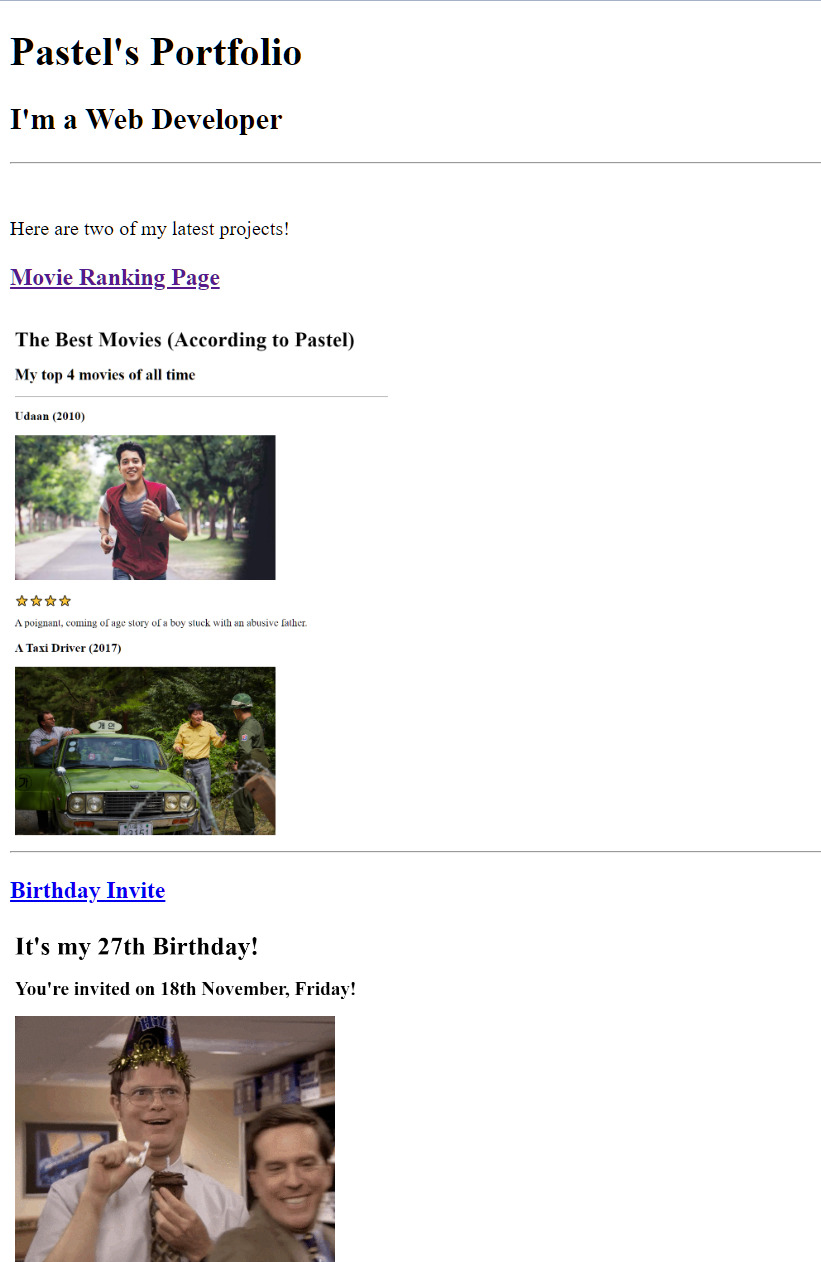 Pastel's Portfolio
I'm a Web Developer
Here are two of my latest projects!
Movie Ranking Page
The Best Movies (According to Pastel)
My top 4 movies of all time
Udaan (2010)
A poignant, coming of age story of a boy stuck with an abusive father.
A Taxi Driver (2017)
개인
3151
Birthday Invite
It's my 27th Birthday!
You're invited on 18th November, Friday!